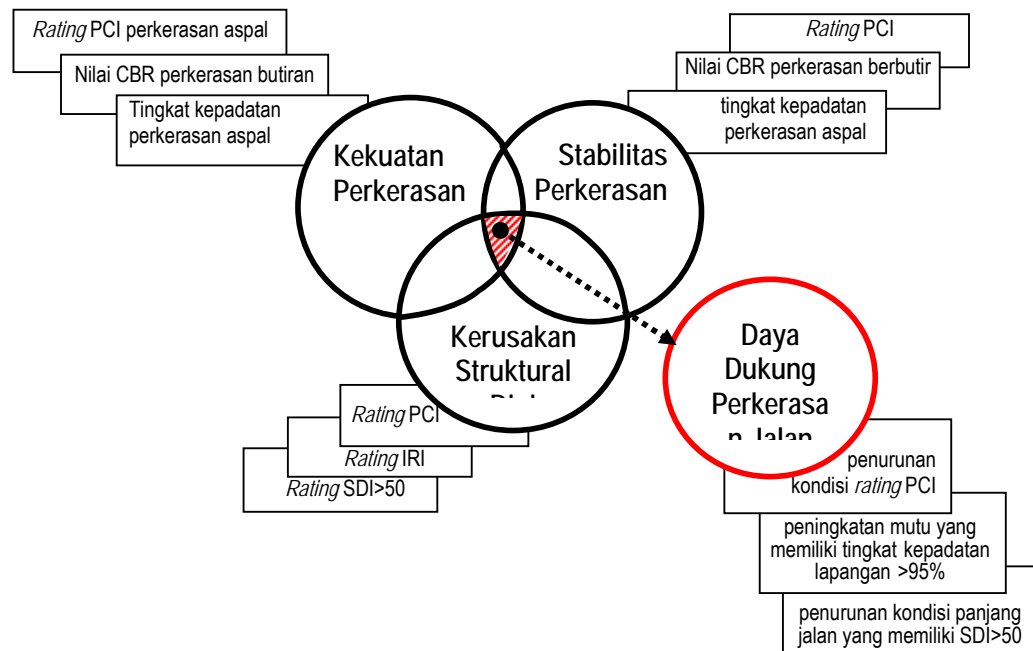 Rating PCI perkerasan aspal
Nilai CBR perkerasan butiran
Tingkat kepadatan
perkerasan aspal
Rating PCI
Nilai CBR perkerasan berbutir
tingkat kepadatan
perkerasan aspal
Kekuatan
Perkerasan
Stabilitas
Perkerasan
Kerusakan
Struktural
Daya
Dukung
Perkerasa
n Jalan
Rating PCI
Rating IRI
Rating SDI>50
penurunan
kondisi rating PCI
peningkatan mutu yang
memiliki tingkat kepadatan
lapangan >95%
penurunan kondisi panjang
jalan yang memiliki SDI>50